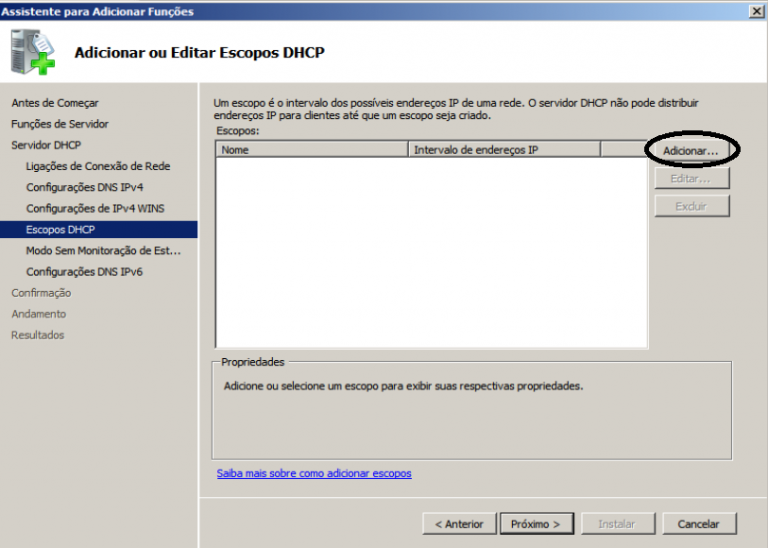 Assistente para Adicionar Funções
Adicionar ou Editar Escopos DHCP
Antes de Começar
Funções de Servidor
Servidor DHCP
Ligações de Conexão de Rede
Configurações DNS IPv4
Configurações de IPv4 WINS
Escopos DHCP
Modo Sem Monitoração de Est...
Configurações DNS IPv6
Confirmação
Andamento
Resultados
Um escopo é o intervalo dos possíveis endereços IP de uma rede. O servidor DHCP não pode distribuir
endereços IP para clientes até que um escopo seja criado.
Escopos:
Nome Intervalo de endereços IP
Adicionar...
Editar...
Excluir
Propriedades
Adicione ou selecione um escopo para exibir suas respectivas propriedades.
Saiba mais sobre como adicionar escopos
< Anterior Próximo > Instalar Cancelar